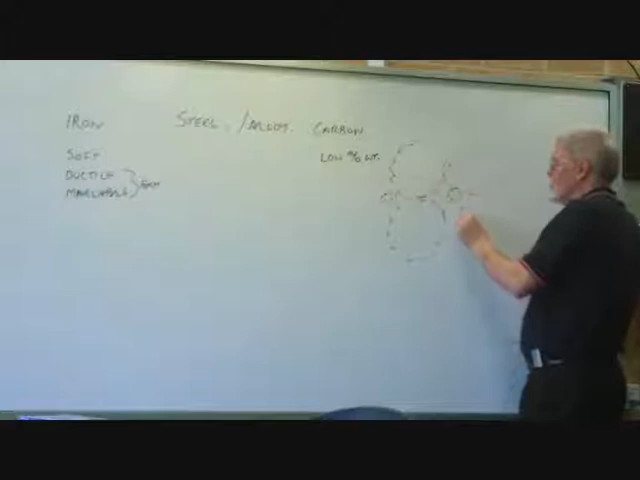 IRON STEEL. /ALLOY. CARBON
SOFT LOW % WT.
DUCTILE
MALLEABLE